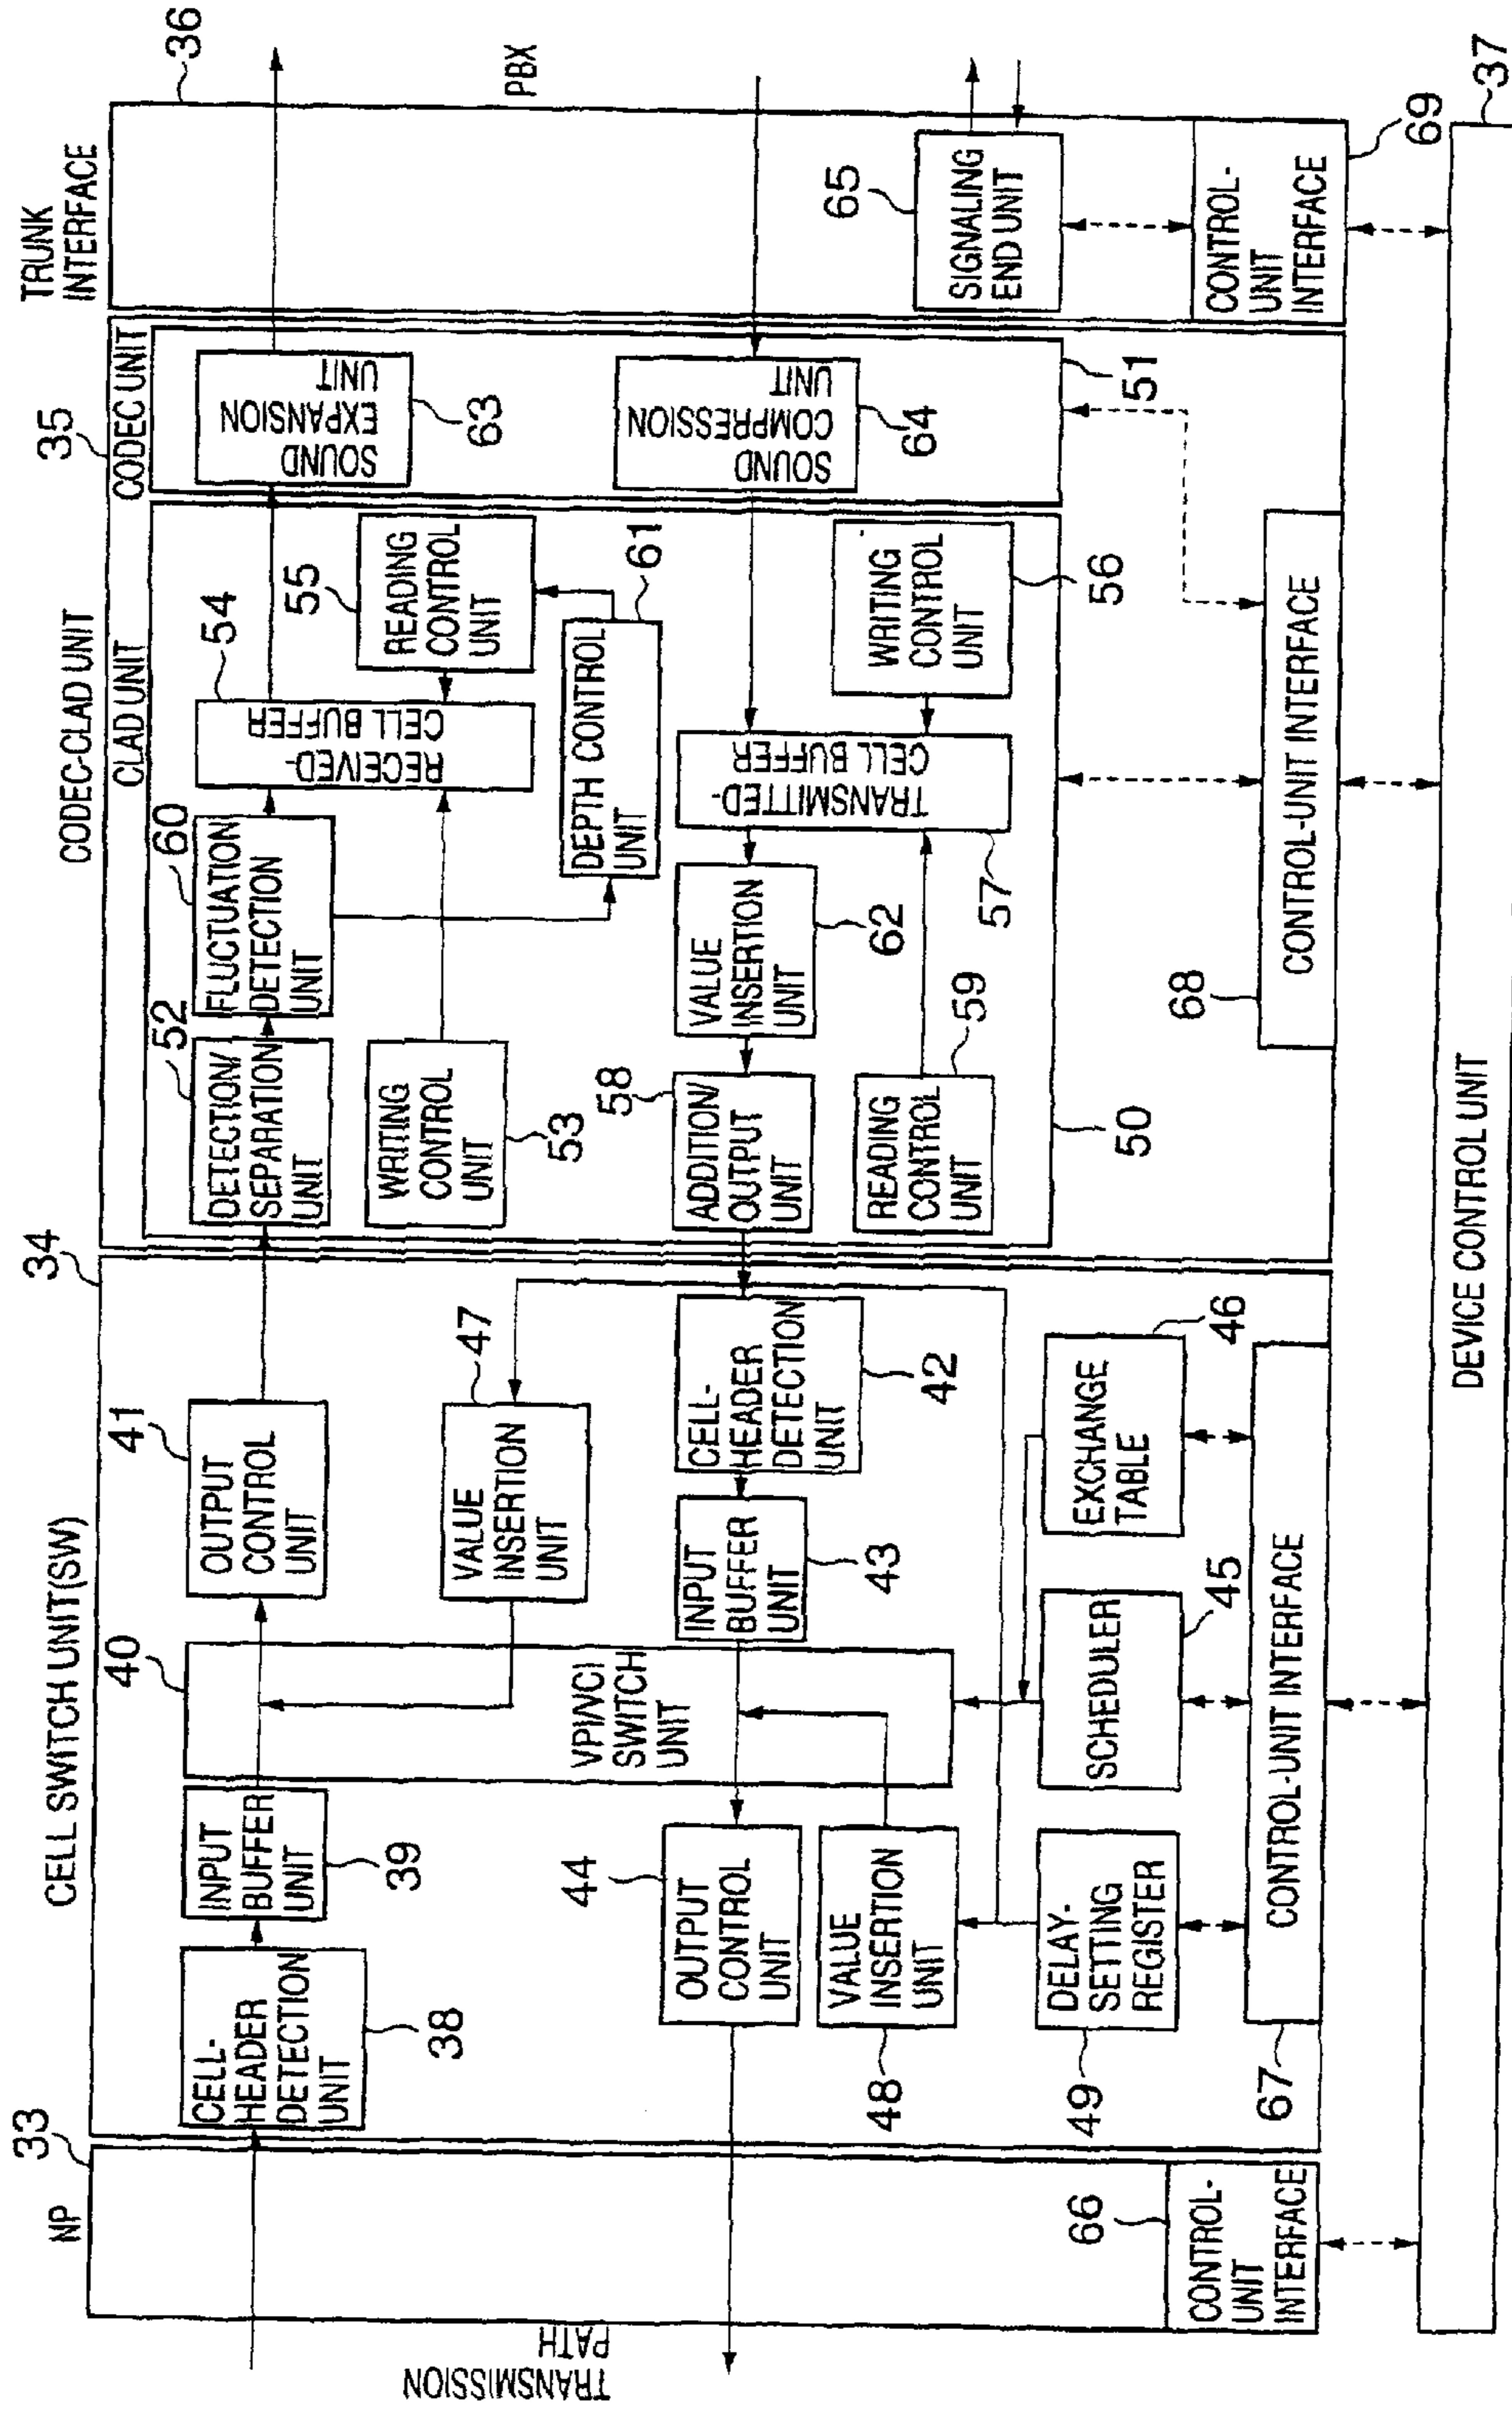 NP
33
CELL SWITCH UNIT(SW)
34
CODEC-CLAD UNIT
35
TRUNK
INTERFACE
36
CLAD UNIT
CODEC UNIT
CELL-
HEADER
DETECTION
UNIT
38
INPUT
BUFFER
UNIT
39
40
VPI/VCI
SWITCH
UNIT
OUTPUT
CONTROL
UNIT
41
VALUE
INSERTION
UNIT
47
CELL-
HEADER
DETECTION
UNIT
42
INPUT
BUFFER
UNIT
43
OUTPUT
CONTROL
UNIT
44
VALUE
INSERTION
UNIT
48
DELAY-
SETTING
REGISTER
49
SCHEDULER
45
EXCHANGE
TABLE
46
CONTROL-UNIT INTERFACE
67
DETECTION/
SEPARATION
UNIT
52
FLUCTUATION
DETECTION
UNIT
60
RECEIVED-
CELL BUFFER
54
READING
CONTROL
UNIT
55
WRITING
CONTROL
UNIT
53
DEPTH CONTROL
UNIT
61
ADDITION/
OUTPUT
UNIT
58
VALUE
INSERTION
UNIT
62
TRANSMITTED-
CELL BUFFER
57
WRITING
CONTROL
UNIT
56
READING
CONTROL
UNIT
59
50
SOUND
EXPANSION
UNIT
63
SOUND
COMPRESSION
UNIT
64
51
CONTROL-UNIT INTERFACE
68
PBX
SIGNALING
END UNIT
65
CONTROL-
UNIT
INTERFACE
69
CONTROL-
UNIT
INTERFACE
66
TRANSMISSION
PATH
DEVICE CONTROL UNIT
37